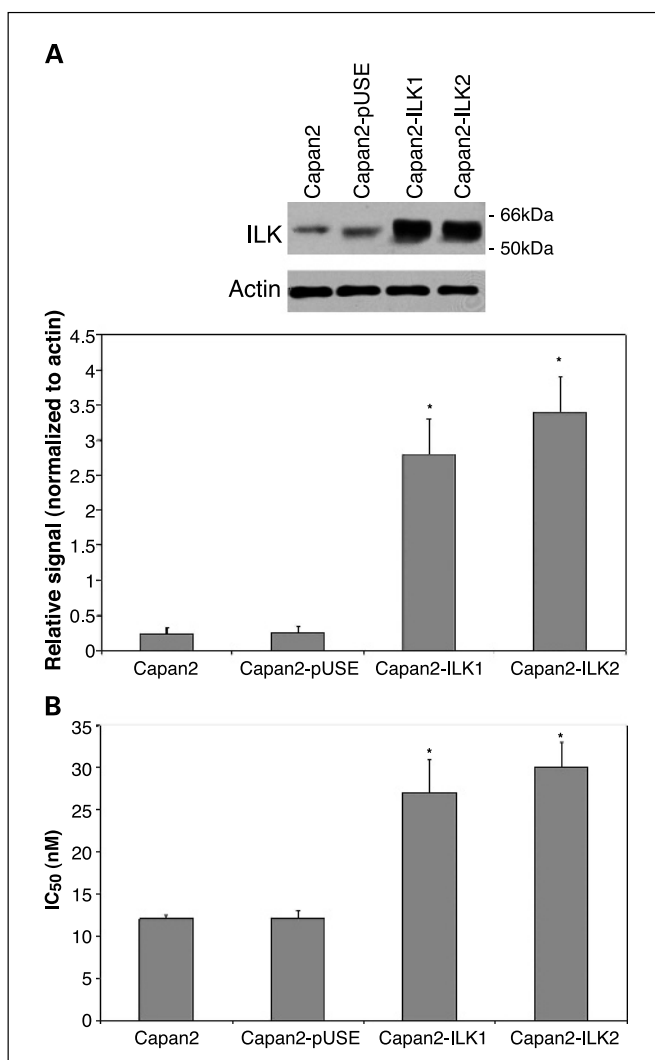 A
Capan2
Capan2-pUSE
Capan2-ILK1
Capan2-ILK2
ILK
- 66kDa
- 50kDa
Actin
Relative signal (normalized to actin)
4.5
4
3.5
3
2.5
2
1.5
1
0.5
0
*
*
Capan2 Capan2-pUSE Capan2-ILK1 Capan2-ILK2
B
IC50 (nM)
35
30
25
20
15
10
5
0
*
*
Capan2 Capan2-pUSE Capan2-ILK1 Capan2-ILK2